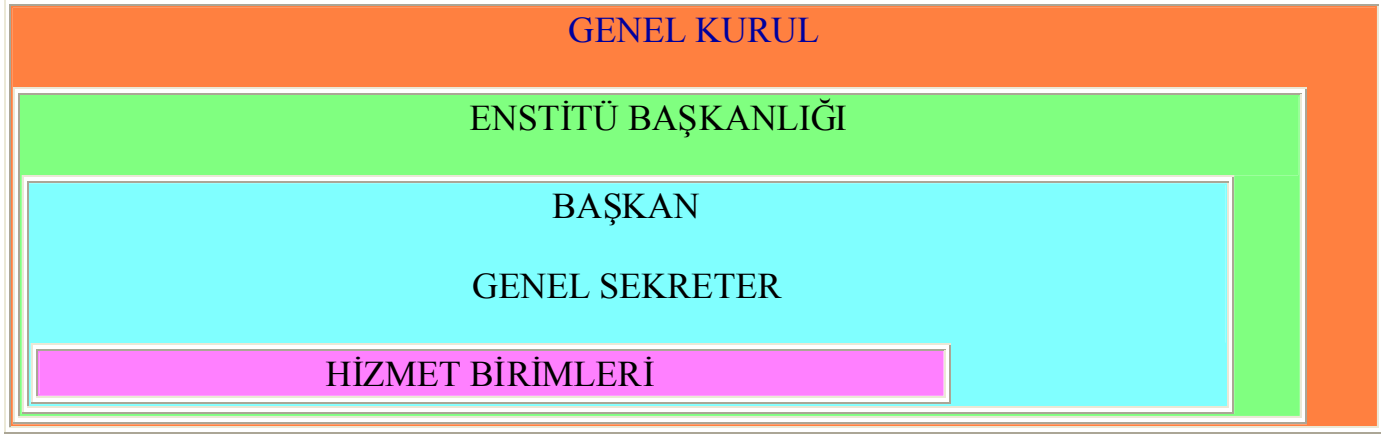 GENEL KURUL
ENSTİTÜ BAŞKANLIĞI
BAŞKAN
GENEL SEKRETER
HİZMET BİRİMLERİ